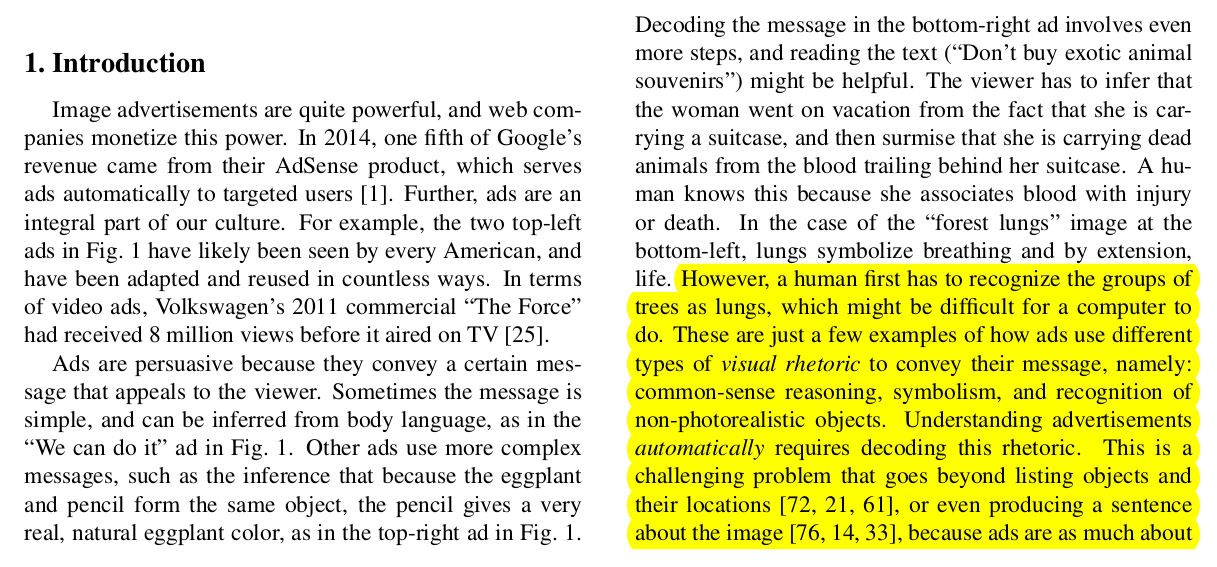 1. Introduction
Image advertisements are quite powerful, and web com-
panies monetize this power. In 2014, one fifth of Google's
revenue came from their AdSense product, which serves
ads automatically to targeted users [1]. Further, ads are an
integral part of our culture. For example, the two top-left
ads in Fig. 1 have likely been seen by every American, and
have been adapted and reused in countless ways. In terms
of video ads, Volkswagen's 2011 commercial “The Force”
had received 8 million views before it aired on TV [25].
Ads are persuasive because they convey a certain mes-
sage that appeals to the viewer. Sometimes the message is
simple, and can be inferred from body language, as in the
“We can do it” ad in Fig. 1. Other ads use more complex
messages, such as the inference that because the eggplant
and pencil form the same object, the pencil gives a very
real, natural eggplant color, as in the top-right ad in Fig. 1.
Decoding the message in the bottom-right ad involves even
more steps, and reading the text (“Don't buy exotic animal
souvenirs”) might be helpful. The viewer has to infer that
the woman went on vacation from the fact that she is car-
rying a suitcase, and then surmise that she is carrying dead
animals from the blood trailing behind her suitcase. A hu-
man knows this because she associates blood with injury
or death. In the case of the “forest lungs” image at the
bottom-left, lungs symbolize breathing and by extension,
life. However, a human first has to recognize the groups of
trees as lungs, which might be difficult for a computer to
do. These are just a few examples of how ads use different
types of visual rhetoric to convey their message, namely:
common-sense reasoning, symbolism, and recognition of
non-photorealistic objects. Understanding advertisements
automatically requires decoding this rhetoric. This is a
challenging problem that goes beyond listing objects and
their locations [72, 21, 61], or even producing a sentence
about the image [76, 14, 33], because ads are as much about